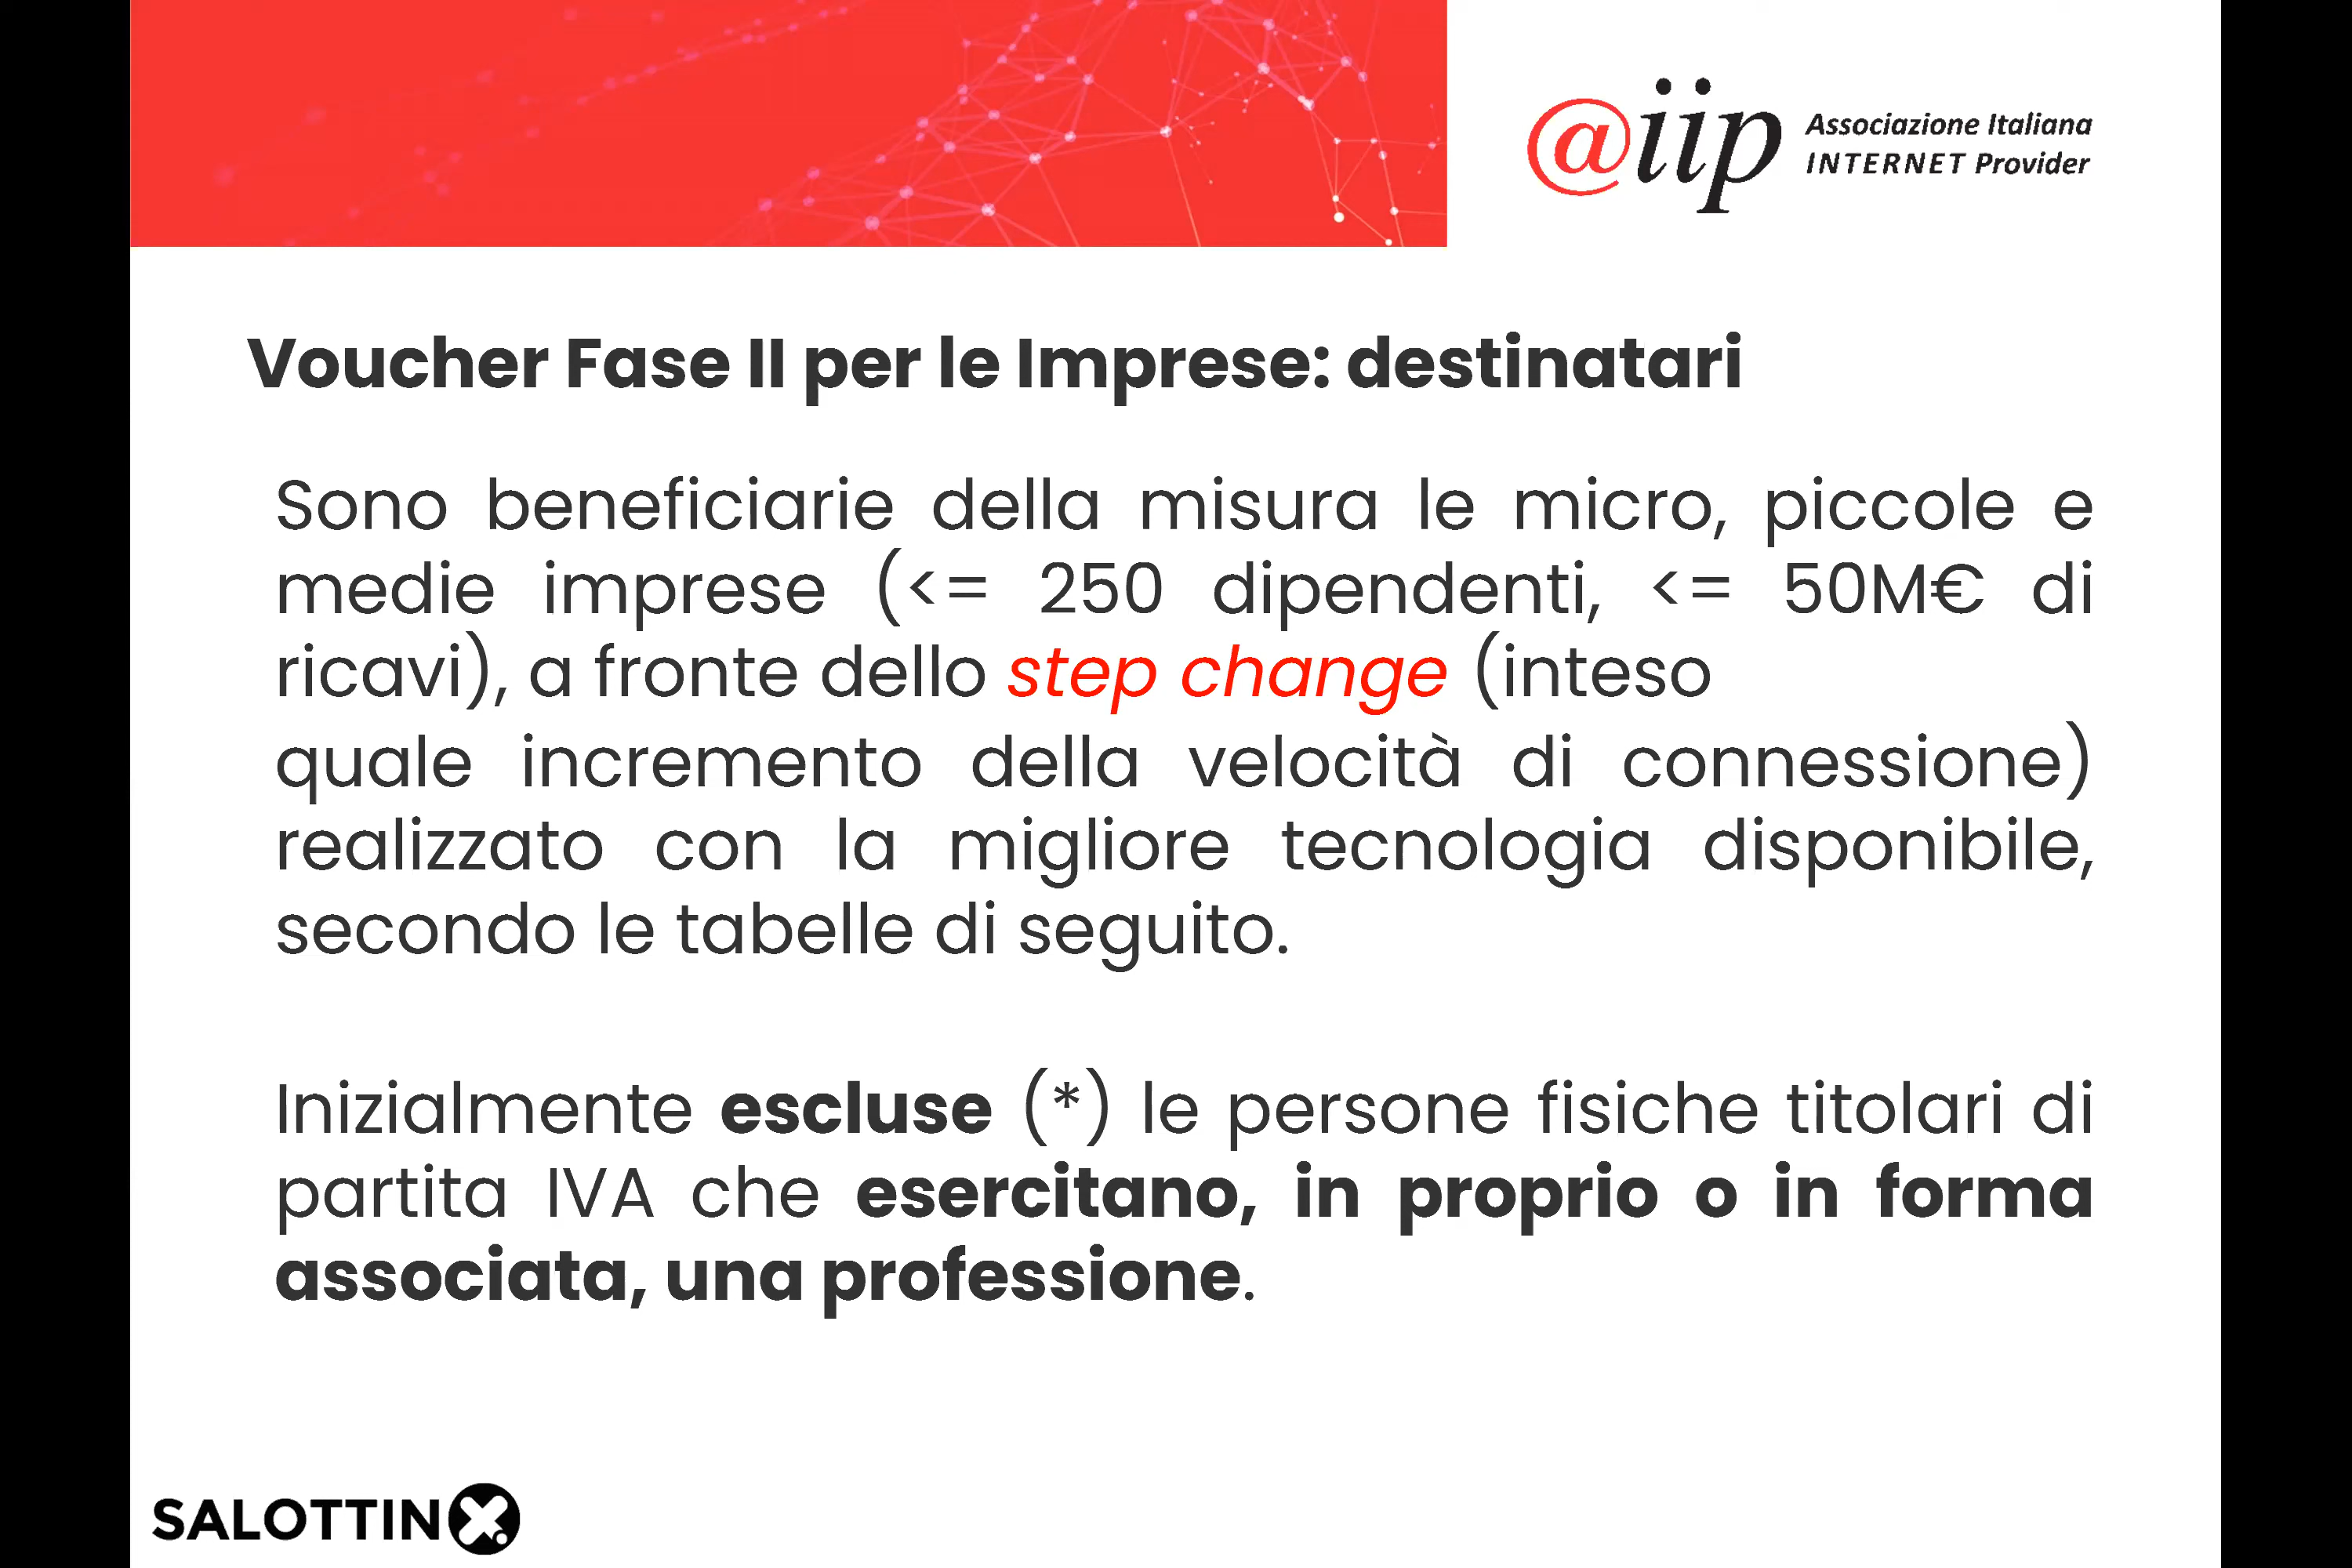 @iip Associazione Italiana
INTERNET Provider
Voucher Fase II per le Imprese: destinatari
Sono beneficiarie della misura le micro, piccole e
medie imprese (<= 250 dipendenti, <= 50M€ di
ricavi), a fronte dello step change (inteso
quale incremento della velocità di connessione)
realizzato con la migliore tecnologia disponibile,
secondo le tabelle di seguito.
Inizialmente escluse (*) le persone fisiche titolari di
partita IVA che esercitano, in proprio o in forma
associata, una professione.
SALOTTINX